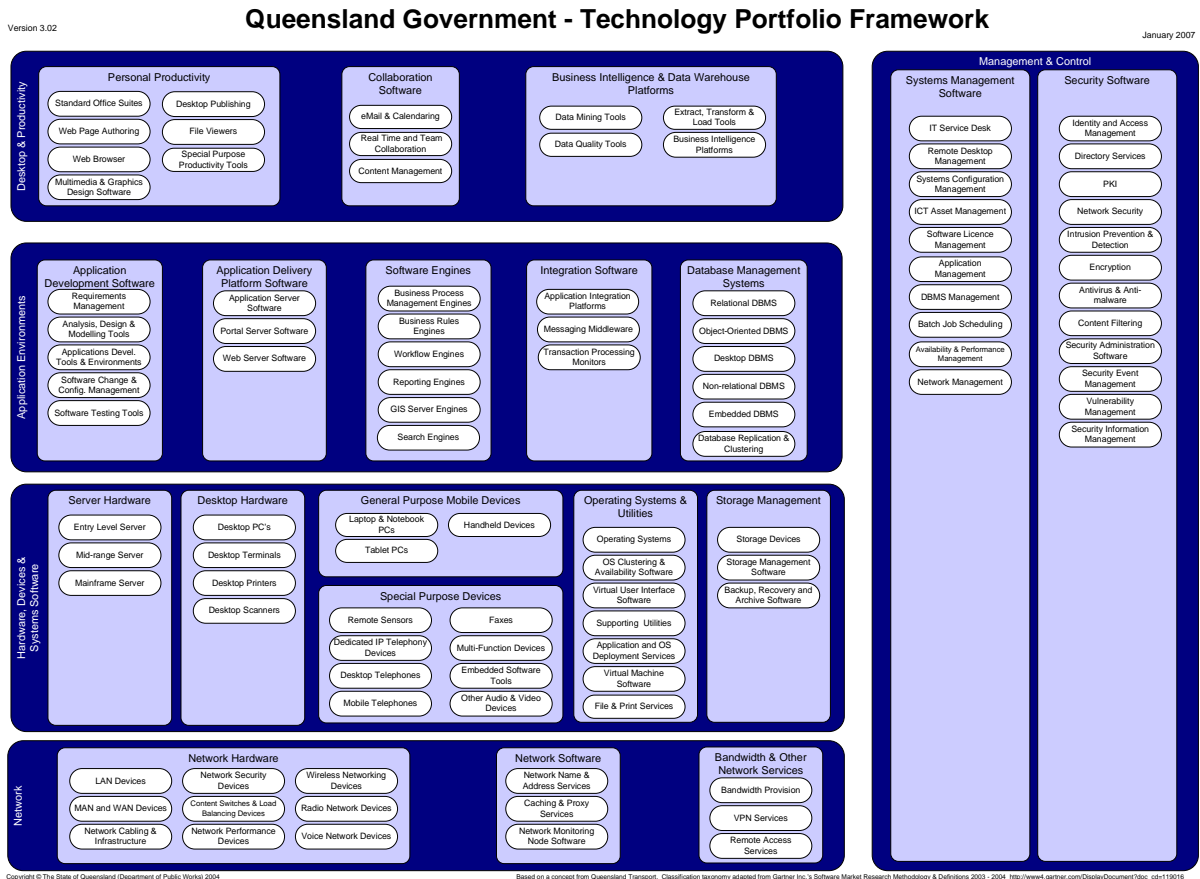 Queensland Government - Technology Portfolio Framework
Version 3.02
January 2007
Desktop & Productivity
Personal Productivity
Standard Office Suites
Desktop Publishing
Web Page Authoring
File Viewers
Web Browser
Special Purpose
Productivity Tools
Multimedia & Graphics
Design Software
Collaboration
Software
eMail & Calendaring
Real Time and Team
Collaboration
Content Management
Business Intelligence & Data Warehouse
Platforms
Data Mining Tools
Extract, Transform &
Load Tools
Data Quality Tools
Business Intelligence
Platforms
Application Environments
Application
Development Software
Requirements
Management
Analysis, Design &
Modelling Tools
Applications Devel.
Tools & Environments
Software Change &
Config. Management
Software Testing Tools
Application Delivery
Platform Software
Application Server
Software
Portal Server Software
Web Server Software
Software Engines
Business Process
Management Engines
Business Rules
Engines
Workflow Engines
Reporting Engines
GIS Server Engines
Search Engines
Integration Software
Application Integration
Platforms
Messaging Middleware
Transaction Processing
Monitors
Database Management
Systems
Relational DBMS
Object-Oriented DBMS
Desktop DBMS
Non-relational DBMS
Embedded DBMS
Database Replication &
Clustering
Hardware, Devices &
Systems Software
Server Hardware
Entry Level Server
Mid-range Server
Mainframe Server
Desktop Hardware
Desktop PC's
Desktop Terminals
Desktop Printers
Desktop Scanners
General Purpose Mobile Devices
Laptop & Notebook
PCs
Handheld Devices
Tablet PCs
Special Purpose Devices
Remote Sensors
Faxes
Dedicated IP Telephony
Devices
Multi-Function Devices
Desktop Telephones
Embedded Software
Tools
Mobile Telephones
Other Audio & Video
Devices
Operating Systems &
Utilities
Operating Systems
OS Clustering &
Availability Software
Virtual User Interface
Software
Supporting Utilities
Application and OS
Deployment Services
Virtual Machine
Software
File & Print Services
Storage Management
Storage Devices
Storage Management
Software
Backup, Recovery and
Archive Software
Network
Network Hardware
LAN Devices
Network Security
Devices
Wireless Networking
Devices
MAN and WAN Devices
Content Switches & Load
Balancing Devices
Radio Network Devices
Network Cabling &
Infrastructure
Network Performance
Devices
Voice Network Devices
Network Software
Network Name &
Address Services
Caching & Proxy
Services
Network Monitoring
Node Software
Bandwidth & Other
Network Services
Bandwidth Provision
VPN Services
Remote Access
Services
Management & Control
Systems Management
Software
IT Service Desk
Remote Desktop
Management
Systems Configuration
Management
ICT Asset Management
Software Licence
Management
Application
Management
DBMS Management
Batch Job Scheduling
Availability & Performance
Management
Network Management
Security Software
Identity and Access
Management
Directory Services
PKI
Network Security
Intrusion Prevention &
Detection
Encryption
Antivirus & Anti-
malware
Content Filtering
Security Administration
Software
Security Event
Management
Vulnerability
Management
Security Information
Management
Copyright © The State of Queensland (Department of Public Works) 2004
Based on a concept from Queensland Transport. Classification taxonomy adapted from Gartner Inc.'s Software Market Research Methodology & Definitions 2003 - 2004 http://www4.gartner.com/DisplayDocument?doc_cd=119016